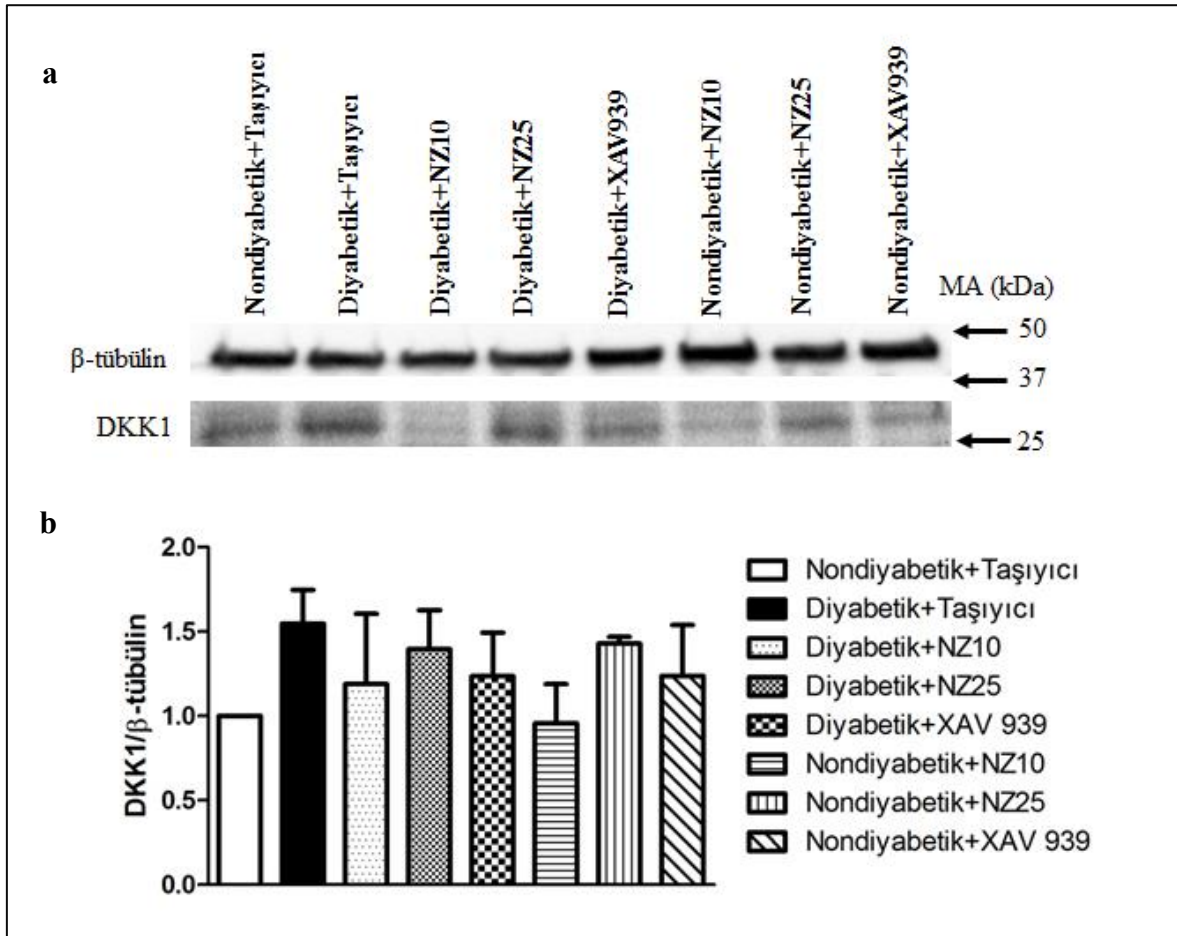 a
Nondiyabetik+Taşıyıcı
Diyabetik+Taşıyıcı
Diyabetik+NZ10
Diyabetik+NZ25
Diyabetik+XAV939
Nondiyabetik+NZ10
Nondiyabetik+NZ25
Nondiyabetik+XAV939
MA (kDa)
50
β-tübülin
37
DKK1
25
b
DKK1/β-tübülin
2.0
1.5
1.0
0.5
0.0
Nondiyabetik+Taşıyıcı
Diyabetik+Taşıyıcı
Diyabetik+NZ10
Diyabetik+NZ25
Diyabetik+XAV 939
Nondiyabetik+NZ10
Nondiyabetik+NZ25
Nondiyabetik+XAV 939